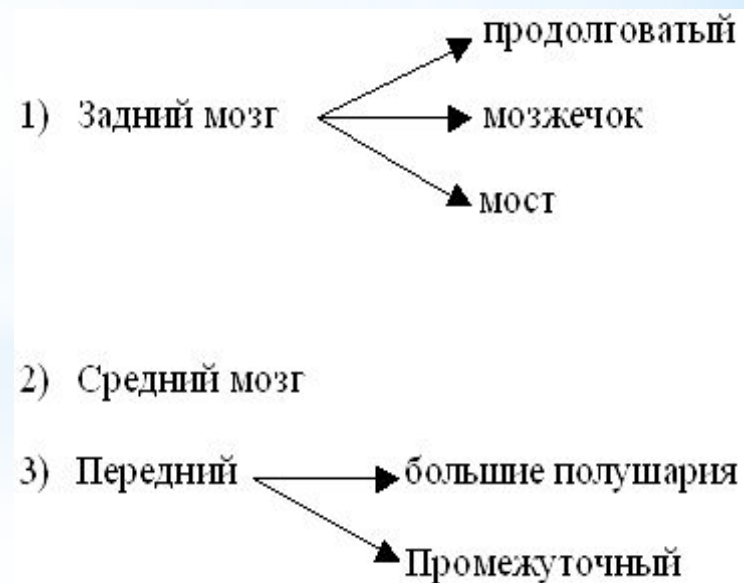 продолговатый
1) Задний мозг
мозжечок
мост
2) Средний мозг
3) Передний
большие полушария
Промежуточный